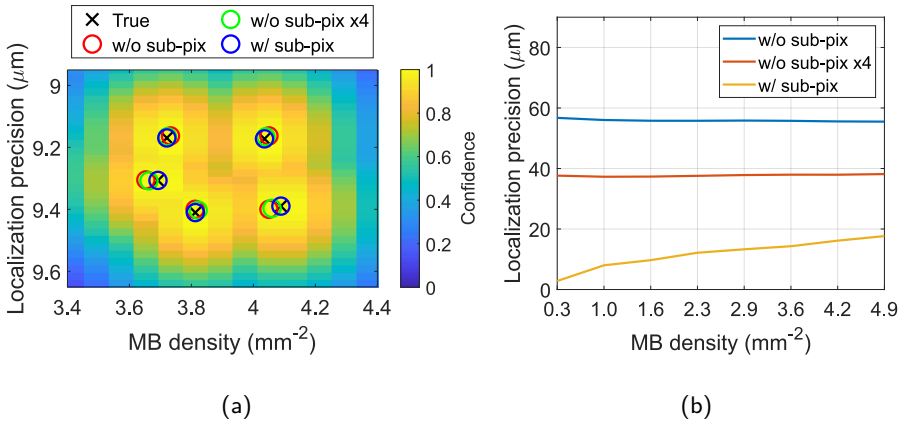 True
w/o sub-pix x4
w/o sub-pix
w/ sub-pix
Localization precision (μm)
9
9.2
9.4
9.6
3.4 3.6 3.8 4 4.2 4.4
MB density (mm-2)
1
0.8
0.6
0.4
0.2
0
Confidence
(a)
Localization precision (μm)
80
60
40
20
0
w/o sub-pix
w/o sub-pix x4
w/ sub-pix
0.3 1.0 1.6 2.3 2.9 3.6 4.2 4.9
MB density (mm-2)
(b)